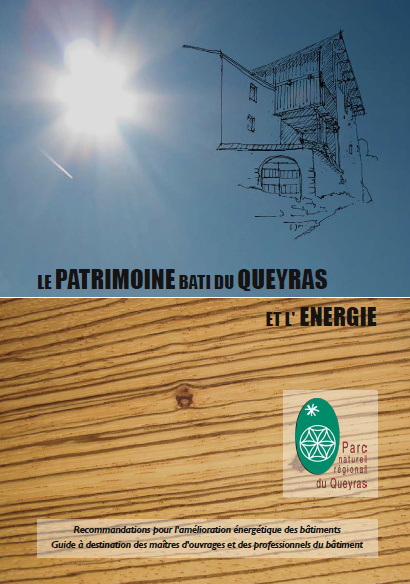 LE PATRIMOINE BATI DU QUEYRAS
ET L' ENERGIE
Parc
naturel
régional
du Queyras
Recommandations pour l'amélioration énergétique des bâtiments
Guide à destination des maîtres d'ouvrages et des professionnels du bâtiment